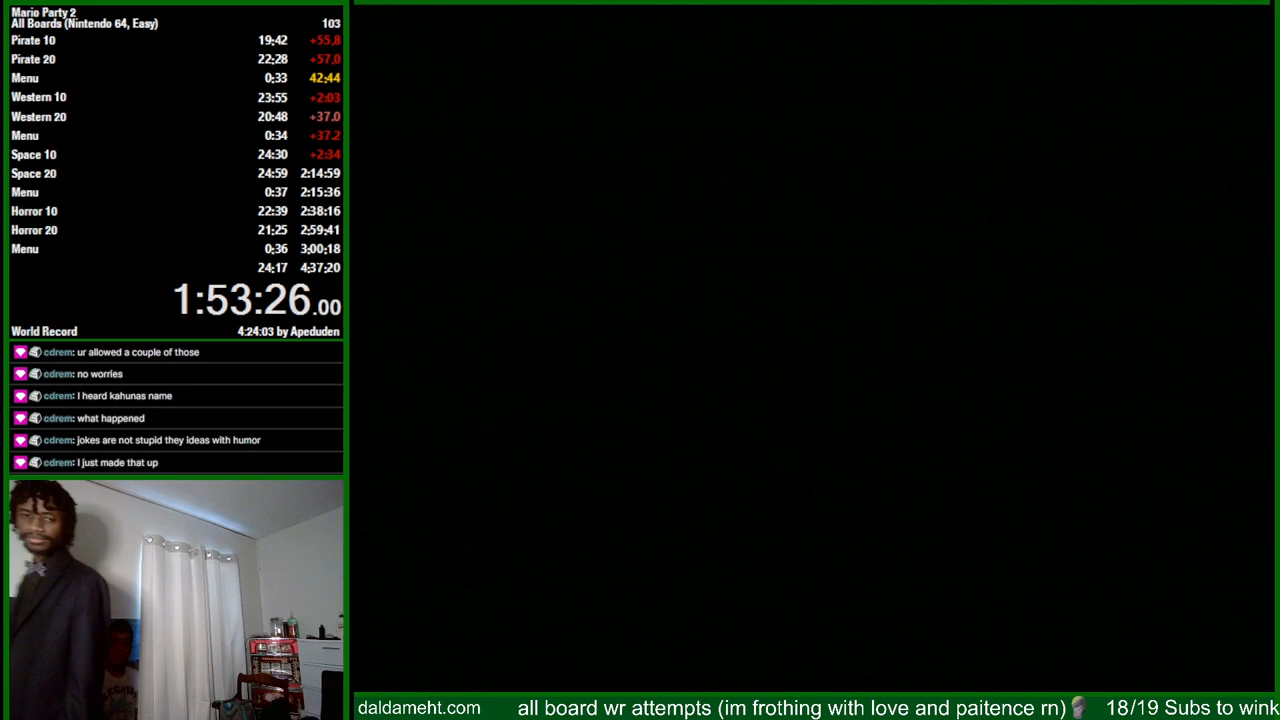 Mario Party 2
All Boards (Nintendo 64, Easy) 103
Pirate 10 19:42 +55.8
Pirate 20 22:28 +57.0
Menu 0:33 42:44
Western 10 23:55 +2:03
Western 20 20:48 +37.0
Menu 0:34 +37.2
Space 10 24:30 +2:34
Space 20 24:59 2:14:59
Menu 0:37 2:15:36
Horror 10 22:39 2:38:16
Horror 20 21:25 2:59:41
Menu 0:36 3:00:18
24:17 4:37:20
1:53:26.00
World Record 4:24:03 by Apeduden
cdrem: ur allowed a couple of those
cdrem: no worries
cdrem: I heard kahunas name
cdrem: what happened
cdrem: jokes are not stupid they ideas with humor
cdrem: I just made that up
daldameht.com all board wr attempts (im frothing with love and paitence rn) 18/19 Subs to wink